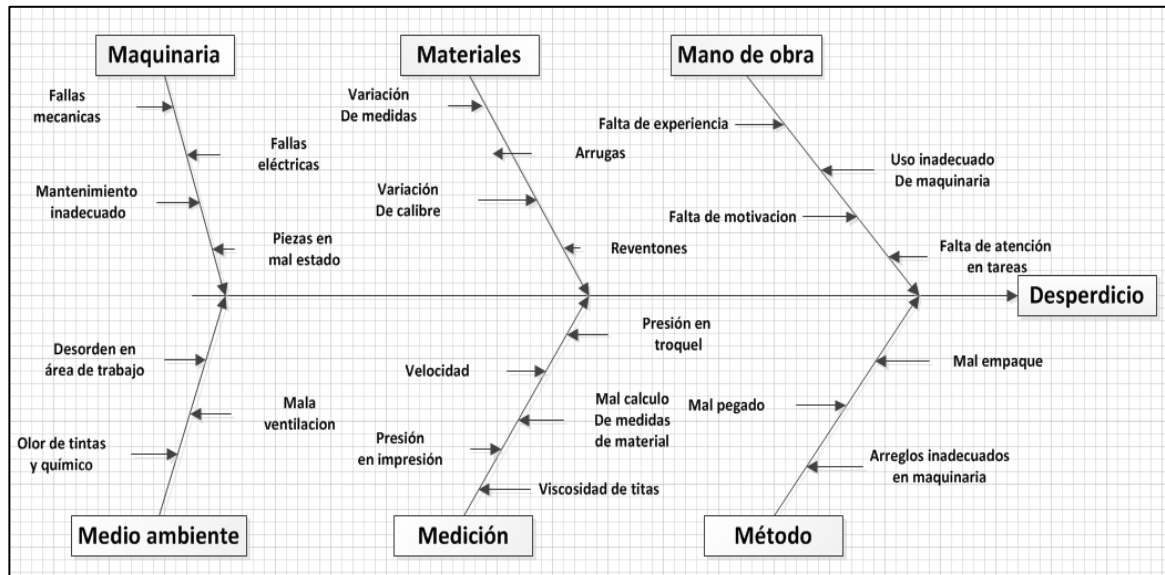 Maquinaria
Materiales
Mano de obra
Fallas
mecanicas
Fallas
eléctricas
Mantenimiento
inadecuado
Piezas en
mal estado
Variación
De medidas
Arrugas
Variación
De calibre
Reventones
Falta de experiencia
Uso inadecuado
De maquinaria
Falta de motivacion
Falta de atención
en tareas
Desperdicio
Desorden en
área de trabajo
Mala
ventilacion
Olor de tintas
y químico
Presión en
troquel
Velocidad
Mal calculo
De medidas
de material
Presión
en impresión
Viscosidad de titas
Mal empaque
Mal pegado
Arreglos inadecuados
en maquinaria
Medio ambiente
Medición
Método